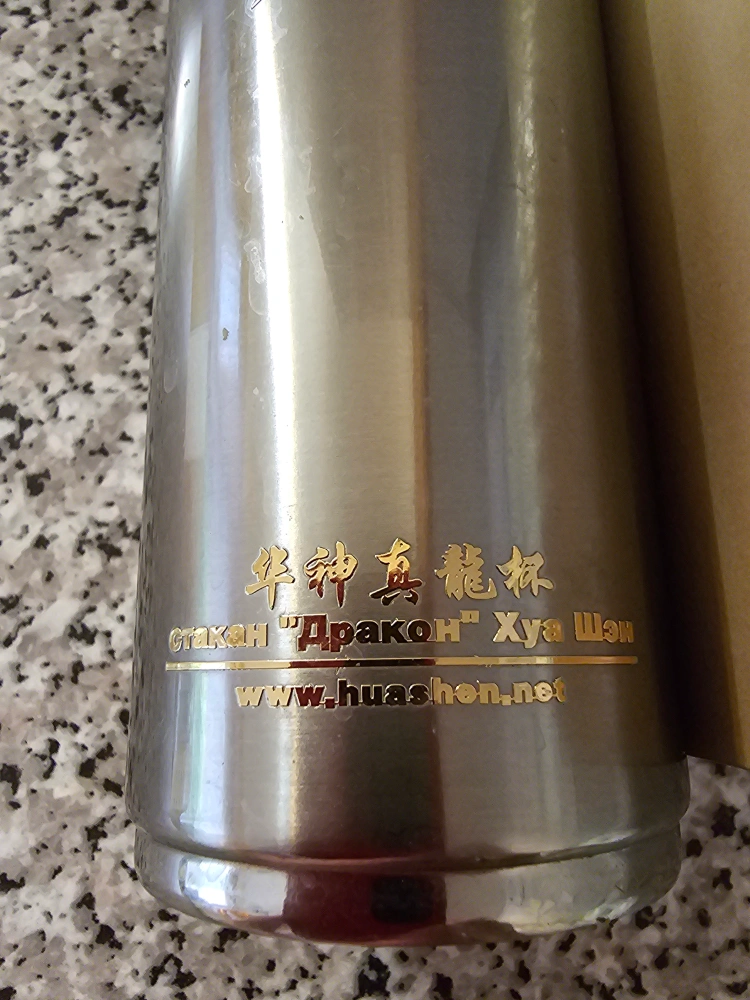 华神真龍杯
стакан "Дракон" Хуа Шэн
www.huashen.net